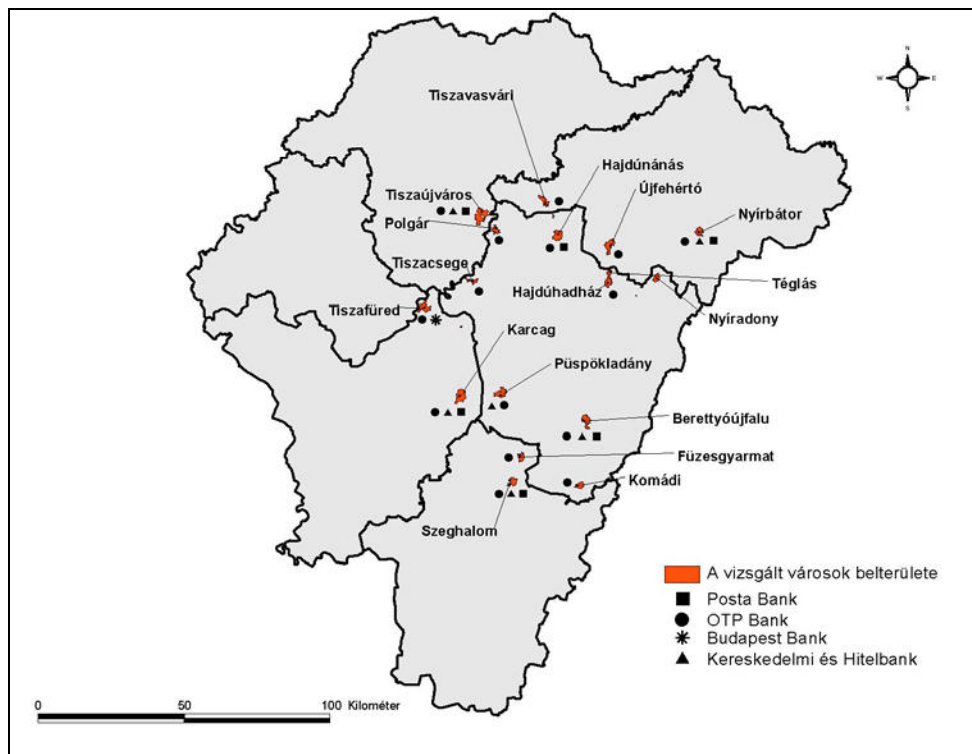 N
W E
S
Tiszavasvári
Hajdúnánás
Tiszaújváros
Újfehértó
Polgár
Nyírbátor
Tiszacsege
Téglás
Hajdúhadház
Tiszafüred
Nyíradony
Karcag
Püspökladány
Berettyóújfalu
Füzesgyarmat
Komádi
Szeghalom
A vizsgált városok belterülete
Posta Bank
OTP Bank
Budapest Bank
Kereskedelmi és Hitelbank
0 50 100 Kilométer